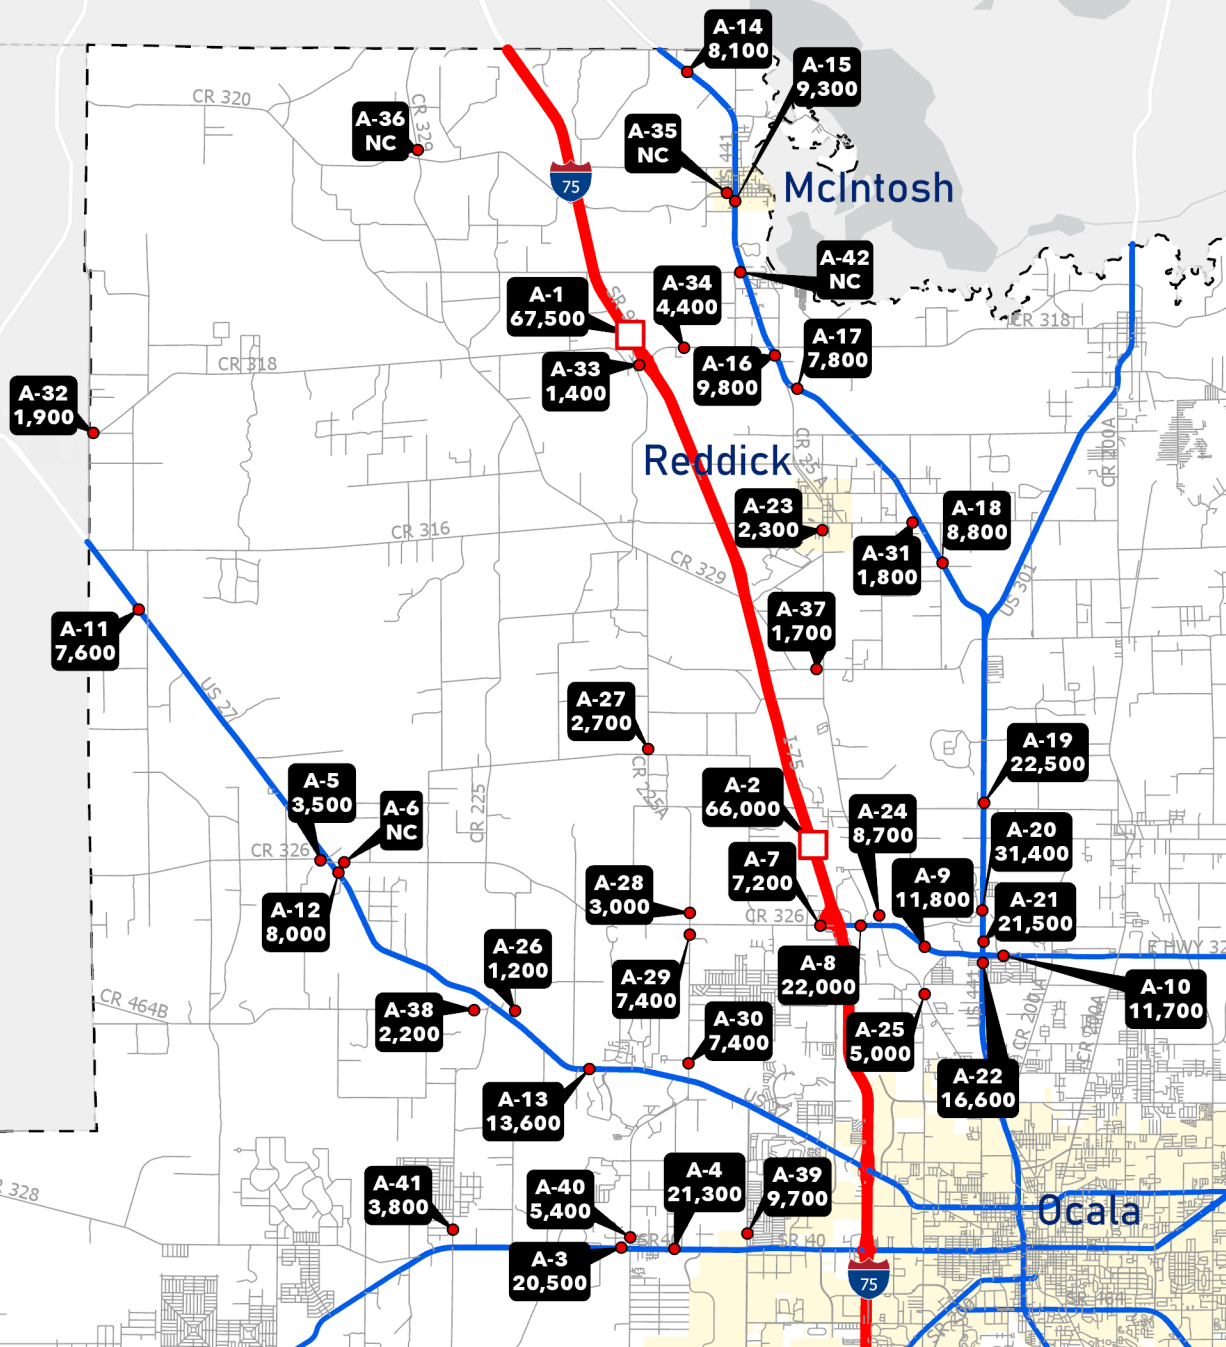 A-14
8,100
A-15
9,300
CR 320
CR 329
A-36
NC
A-35
NC
441
75
McIntosh
A-42
NC
A-1
67,500
A-34
4,400
CR 318
A-17
7,800
A-16
9,800
CR 318
A-33
1,400
A-32
1,900
Reddick
CR 25A
CR 200A
A-23
2,300
A-18
8,800
CR 316
A-31
1,800
CR 329
US 301
A-37
1,700
A-11
7,600
US 27
A-27
2,700
I-75
A-19
22,500
CR 225A
CR 225
A-5
3,500
A-6
NC
A-2
66,000
A-24
8,700
A-20
31,400
CR 326
A-7
7,200
A-9
11,800
A-28
3,000
A-21
21,500
CR 326
A-12
8,000
E HWY 32
A-26
1,200
A-8
22,000
A-29
7,400
A-10
11,700
CR 464B
US 441
CR 200A
CR 200A
A-38
2,200
A-30
7,400
A-25
5,000
A-22
16,600
A-13
13,600
A-41
3,800
A-40
5,400
A-4
21,300
A-39
9,700
R 328
Ocala
SR 40
SR 40
A-3
20,500
75
SR 464